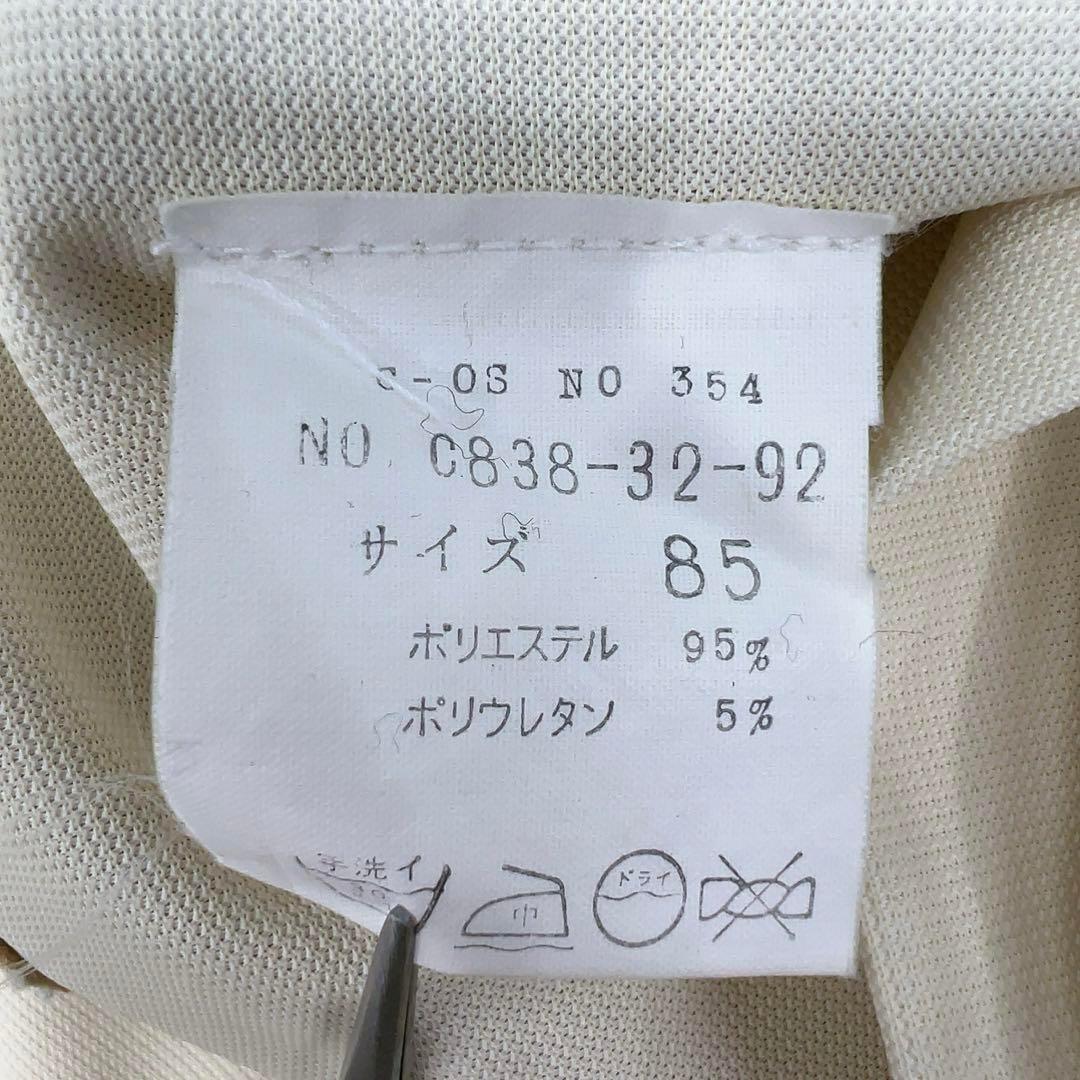 -OS NO 354
NO C838-32-92
サイズ 85
ポリエステル 95%
ポリウレタン 5%
手洗イ
30
中
ドライ